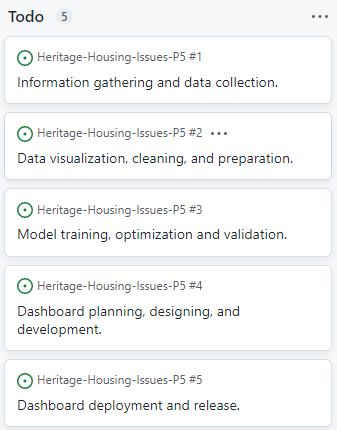 Todo 5
Heritage-Housing-Issues-P5 #1
Information gathering and data collection.
Heritage-Housing-Issues-P5 #2
Data visualization, cleaning, and preparation.
Heritage-Housing-Issues-P5 #3
Model training, optimization and validation.
Heritage-Housing-Issues-P5 #4
Dashboard planning, designing, and
development.
Heritage-Housing-Issues-P5 #5
Dashboard deployment and release.